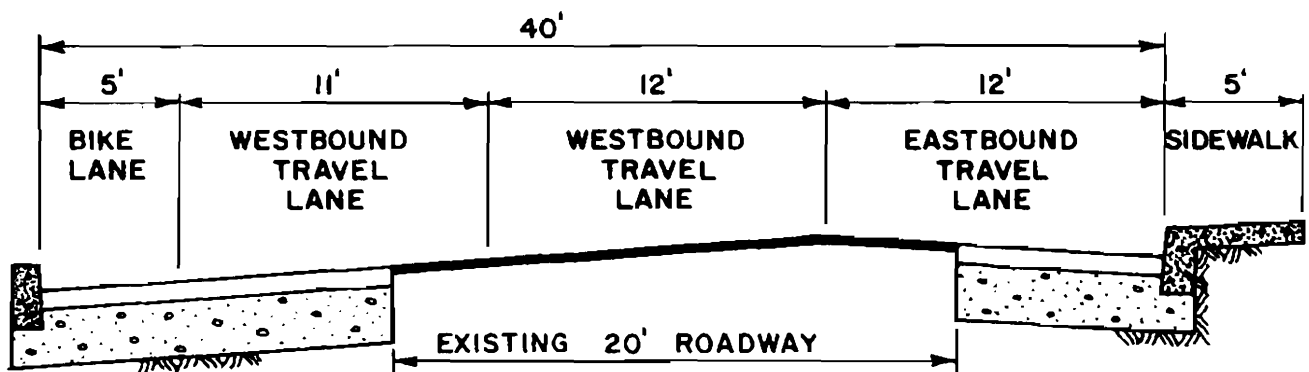 40'
5' 11' 12' 12' 5'
BIKE LANE
WESTBOUND TRAVEL LANE
WESTBOUND TRAVEL LANE
EASTBOUND TRAVEL LANE
SIDEWALK
EXISTING 20' ROADWAY